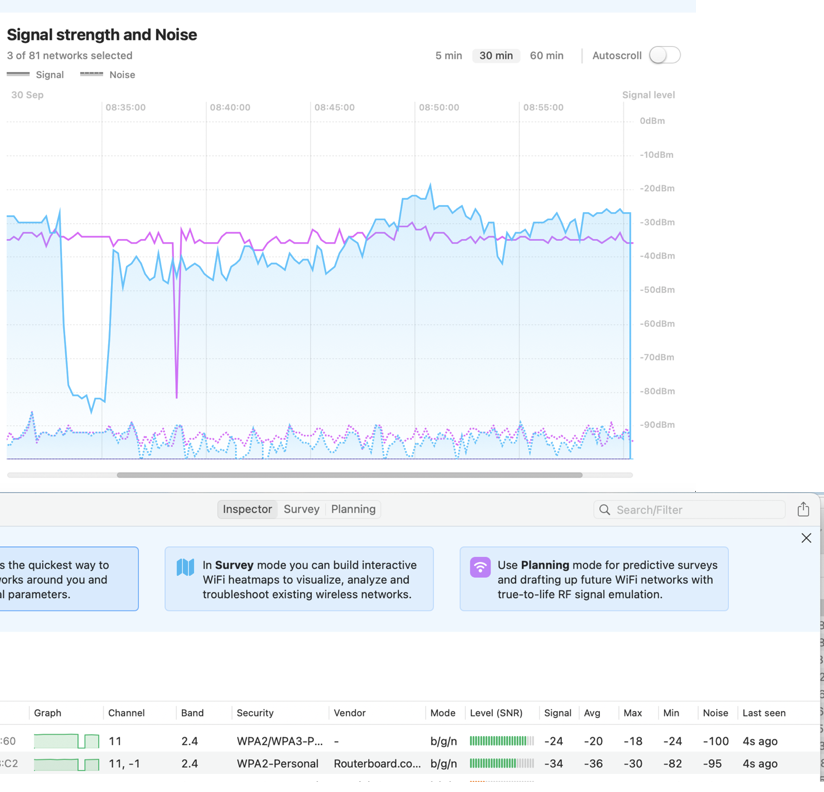 Signal strength and Noise
3 of 81 networks selected
5 min 30 min 60 min Autoscroll
Signal Noise
30 Sep Signal level
08:35:00 08:40:00 08:45:00 08:50:00 08:55:00
0dBm
-10dBm
-20dBm
-30dBm
-40dBm
-50dBm
-60dBm
-70dBm
-80dBm
-90dBm
Inspector Survey Planning Search/Filter
s the quickest way to
orks around you and
al parameters.
In Survey mode you can build interactive
WiFi heatmaps to visualize, analyze and
troubleshoot existing wireless networks.
Use Planning mode for predictive surveys
and drafting up future WiFi networks with
true-to-life RF signal emulation.
Graph Channel Band Security Vendor Mode Level (SNR) Signal Avg Max Min Noise Last seen
:60 11 2.4 WPA2/WPA3-P... - b/g/n -24 -20 -18 -24 -100 4s ago
:C2 11, -1 2.4 WPA2-Personal Routerboard.co... b/g/n -34 -36 -30 -82 -95 4s ago